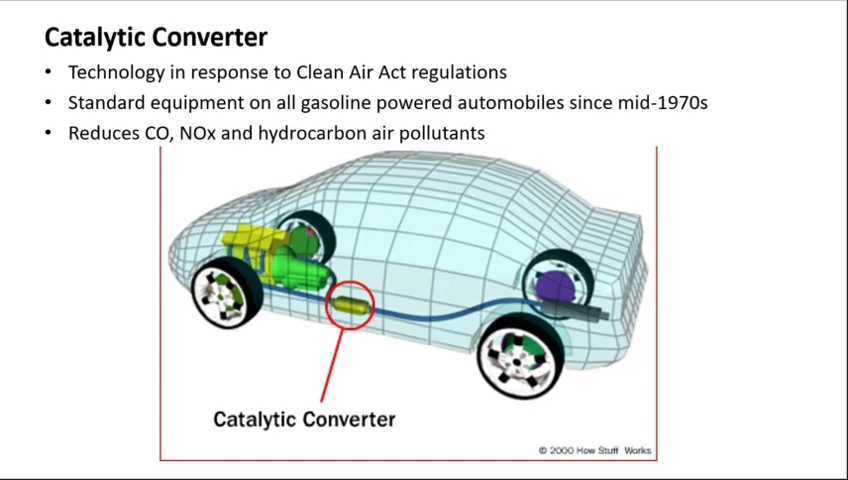 Catalytic Converter
• Technology in response to Clean Air Act regulations
• Standard equipment on all gasoline powered automobiles since mid-1970s
• Reduces CO, NOx and hydrocarbon air pollutants
Catalytic Converter
© 2000 How Stuff Works